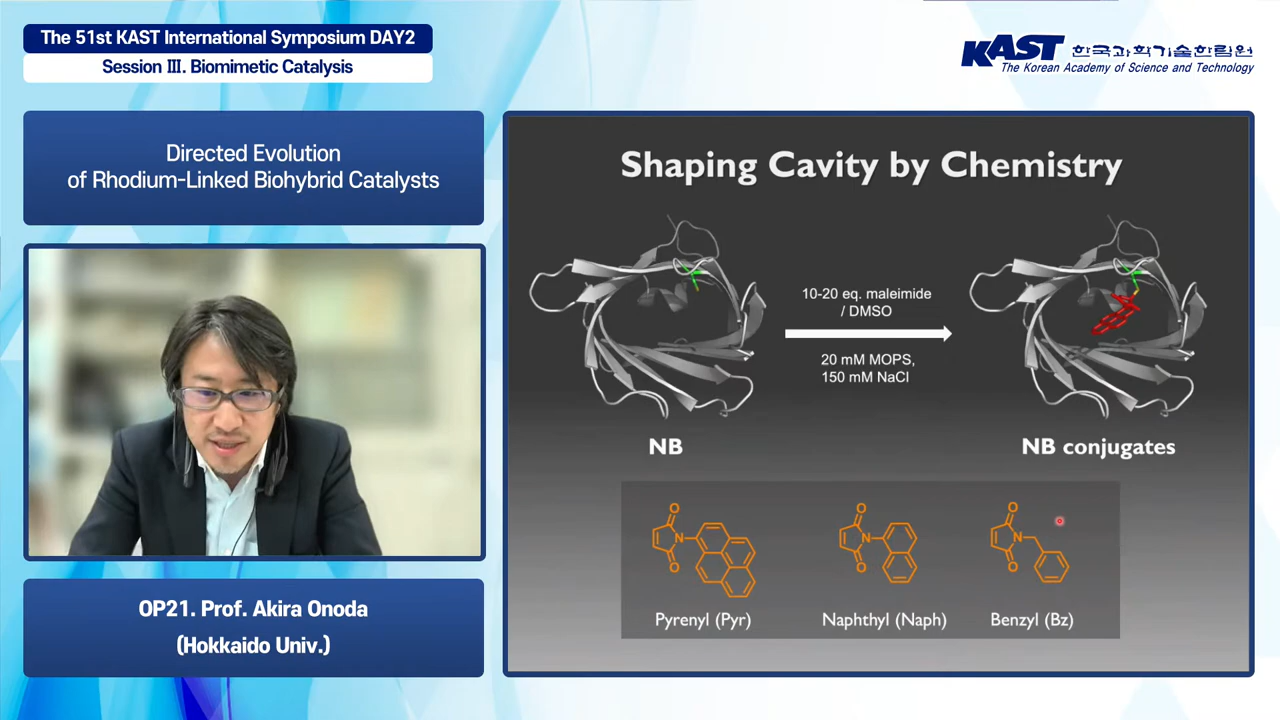 The 51st KAST International Symposium DAY2
Session Ⅲ. Biomimetic Catalysis
KAST 한국과학기술한림원
The Korean Academy of Science and Technology
Directed Evolution
of Rhodium-Linked Biohybrid Catalysts
OP21. Prof. Akira Onoda
(Hokkaido Univ.)
Shaping Cavity by Chemistry
10-20 eq. maleimide
/ DMSO
20 mM MOPS,
150 mM NaCl
NB
NB conjugates
O
N
O
O
N
O
O
N
O
Pyrenyl (Pyr)
Naphthyl (Naph)
Benzyl (Bz)